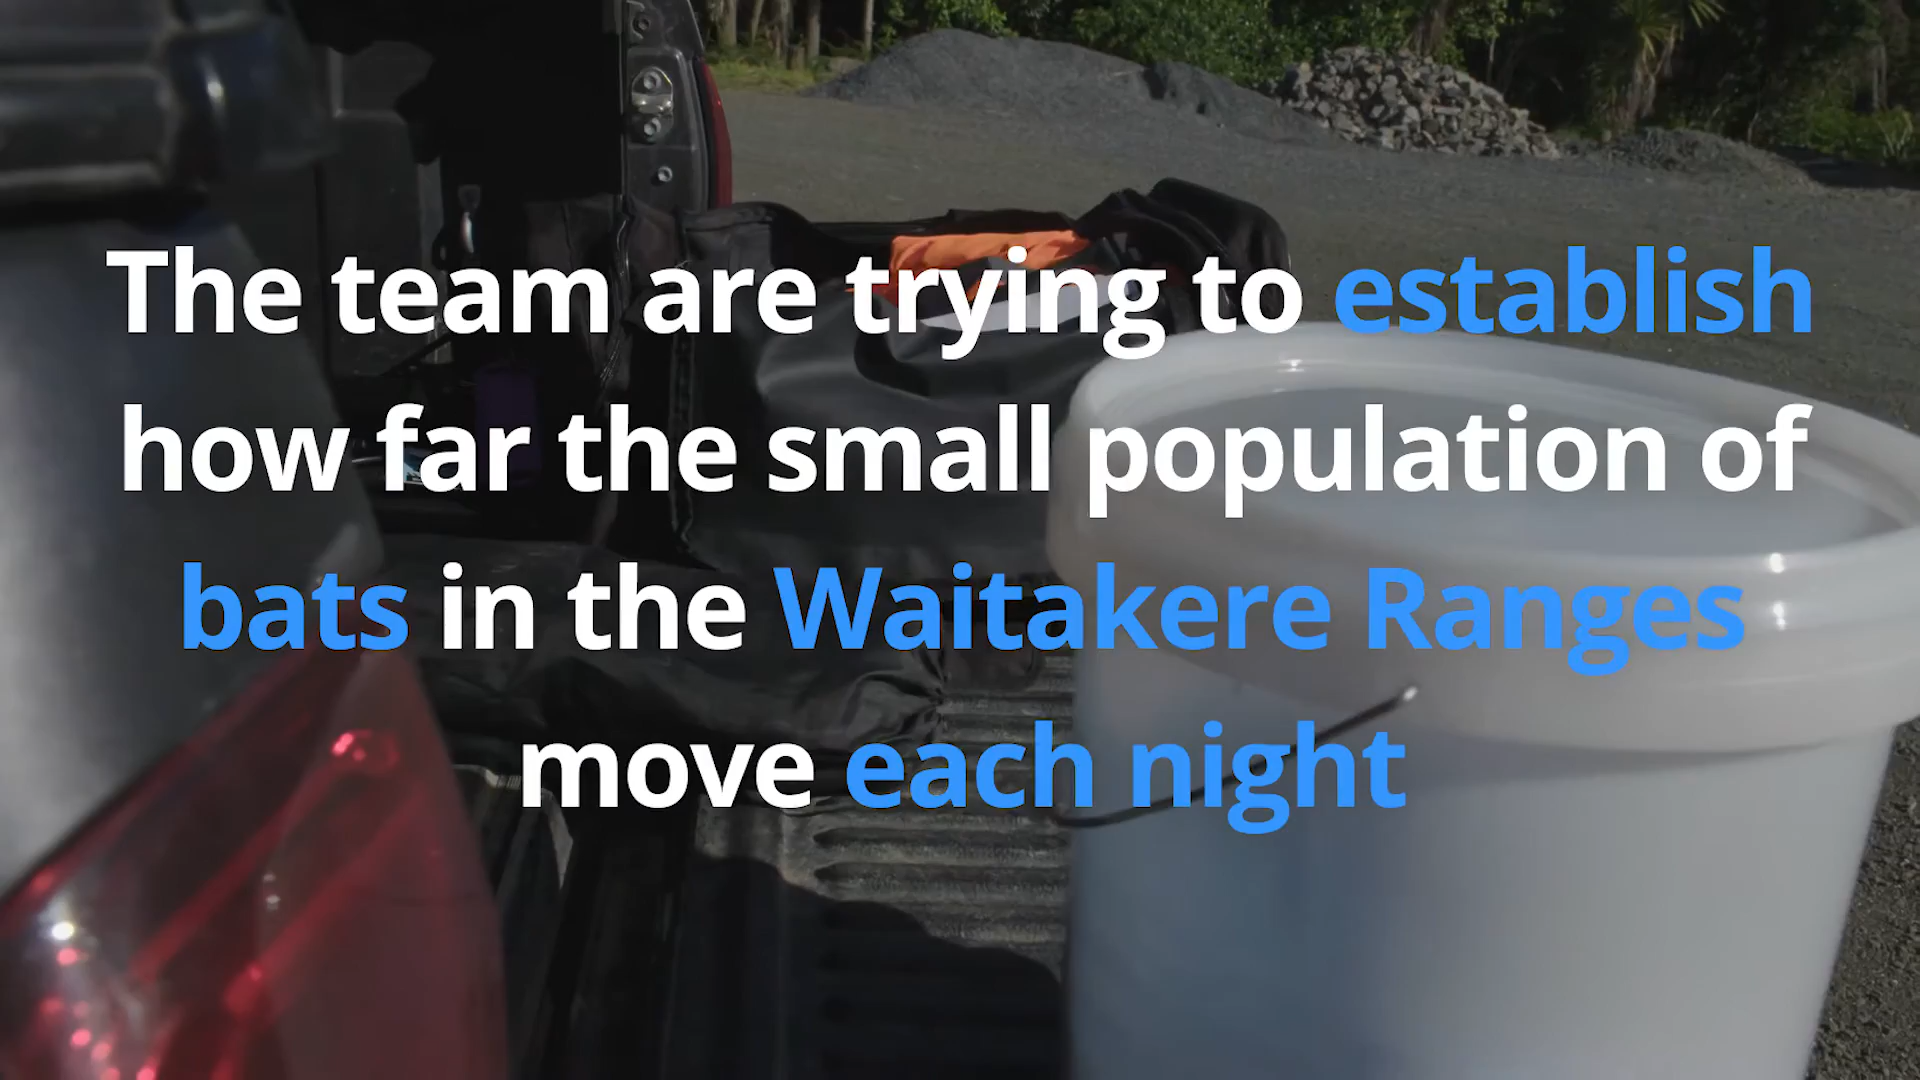 The team are trying to establish
how far the small population of
bats in the Waitakere Ranges
move each night